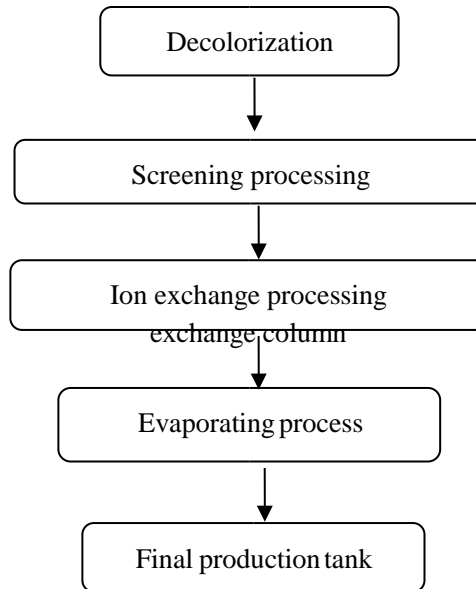 Decolorization
Screening processing
Ion exchange processing
exchange column
Evaporating process
Final production tank